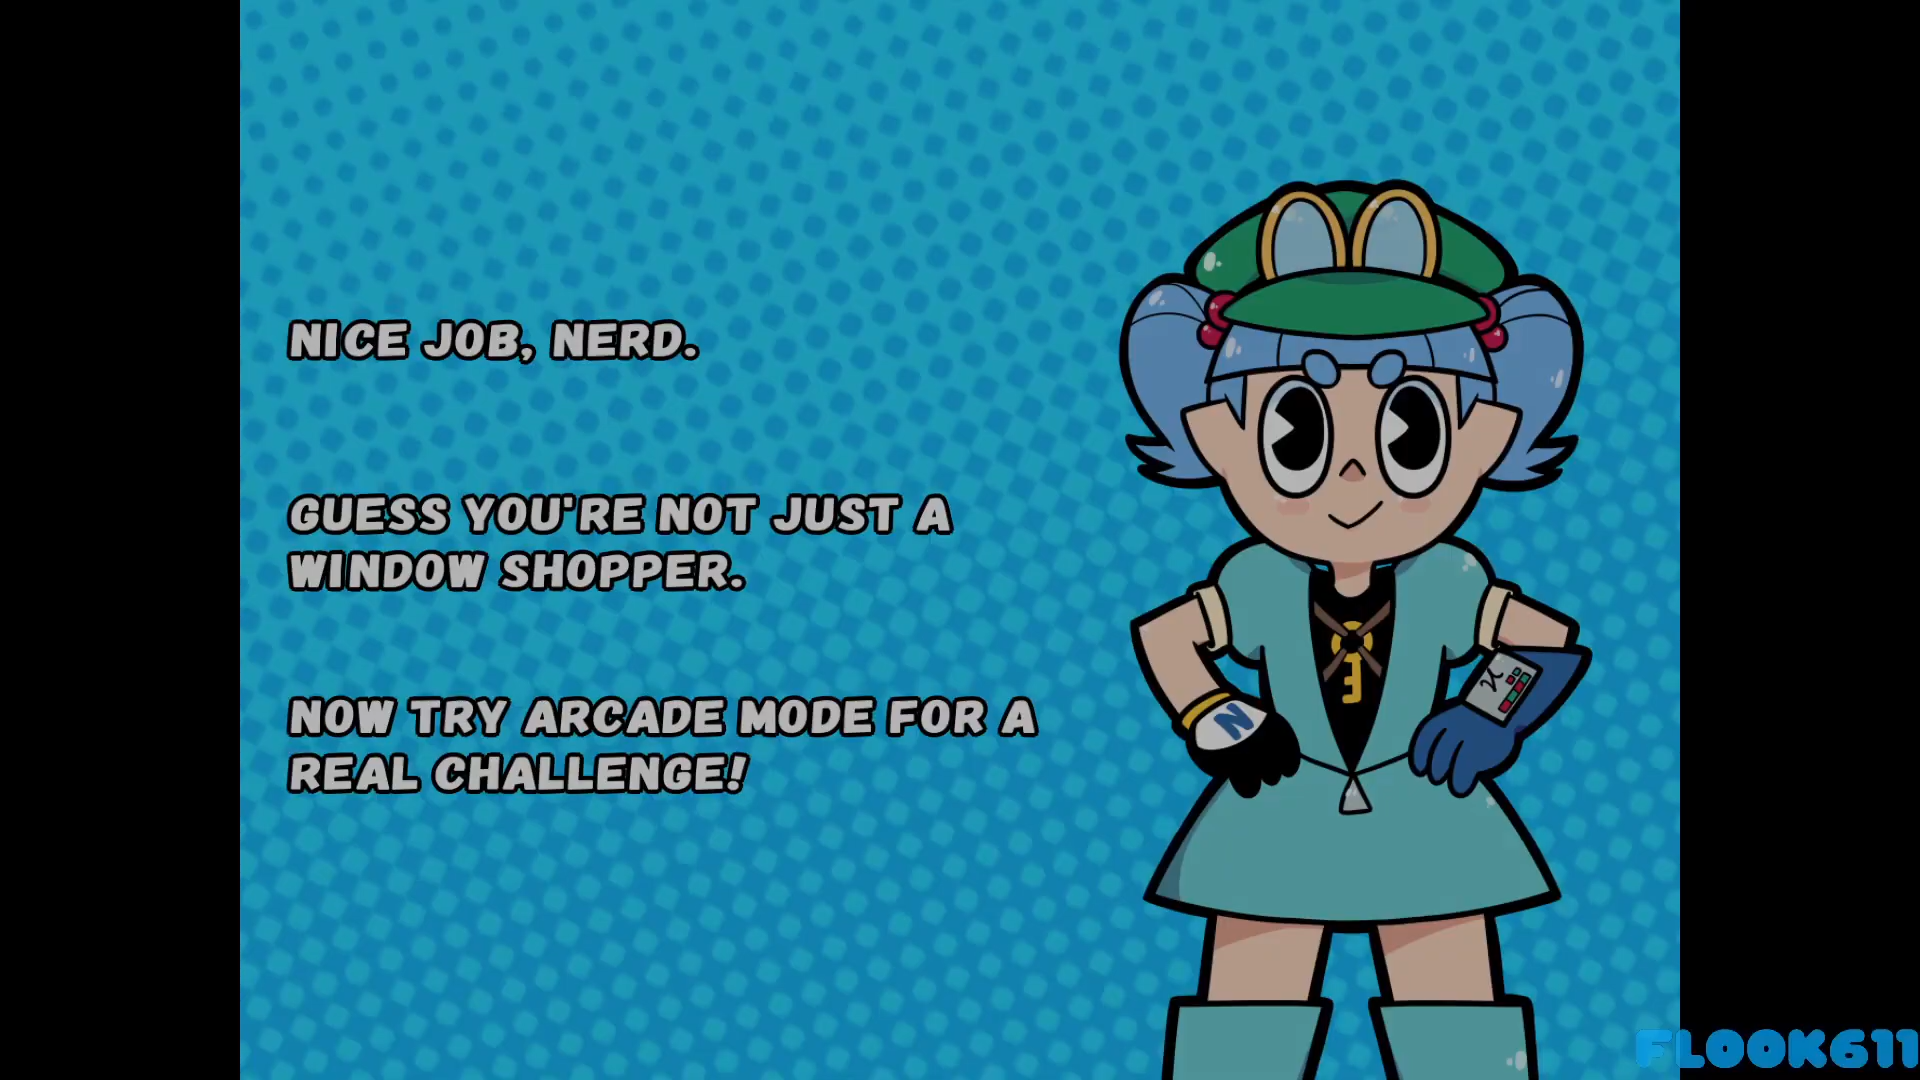 NICE JOB, NERD.
GUESS YOU'RE NOT JUST A
WINDOW SHOPPER.
NOW TRY ARCADE MODE FOR A
REAL CHALLENGE!
N
FLOOK611